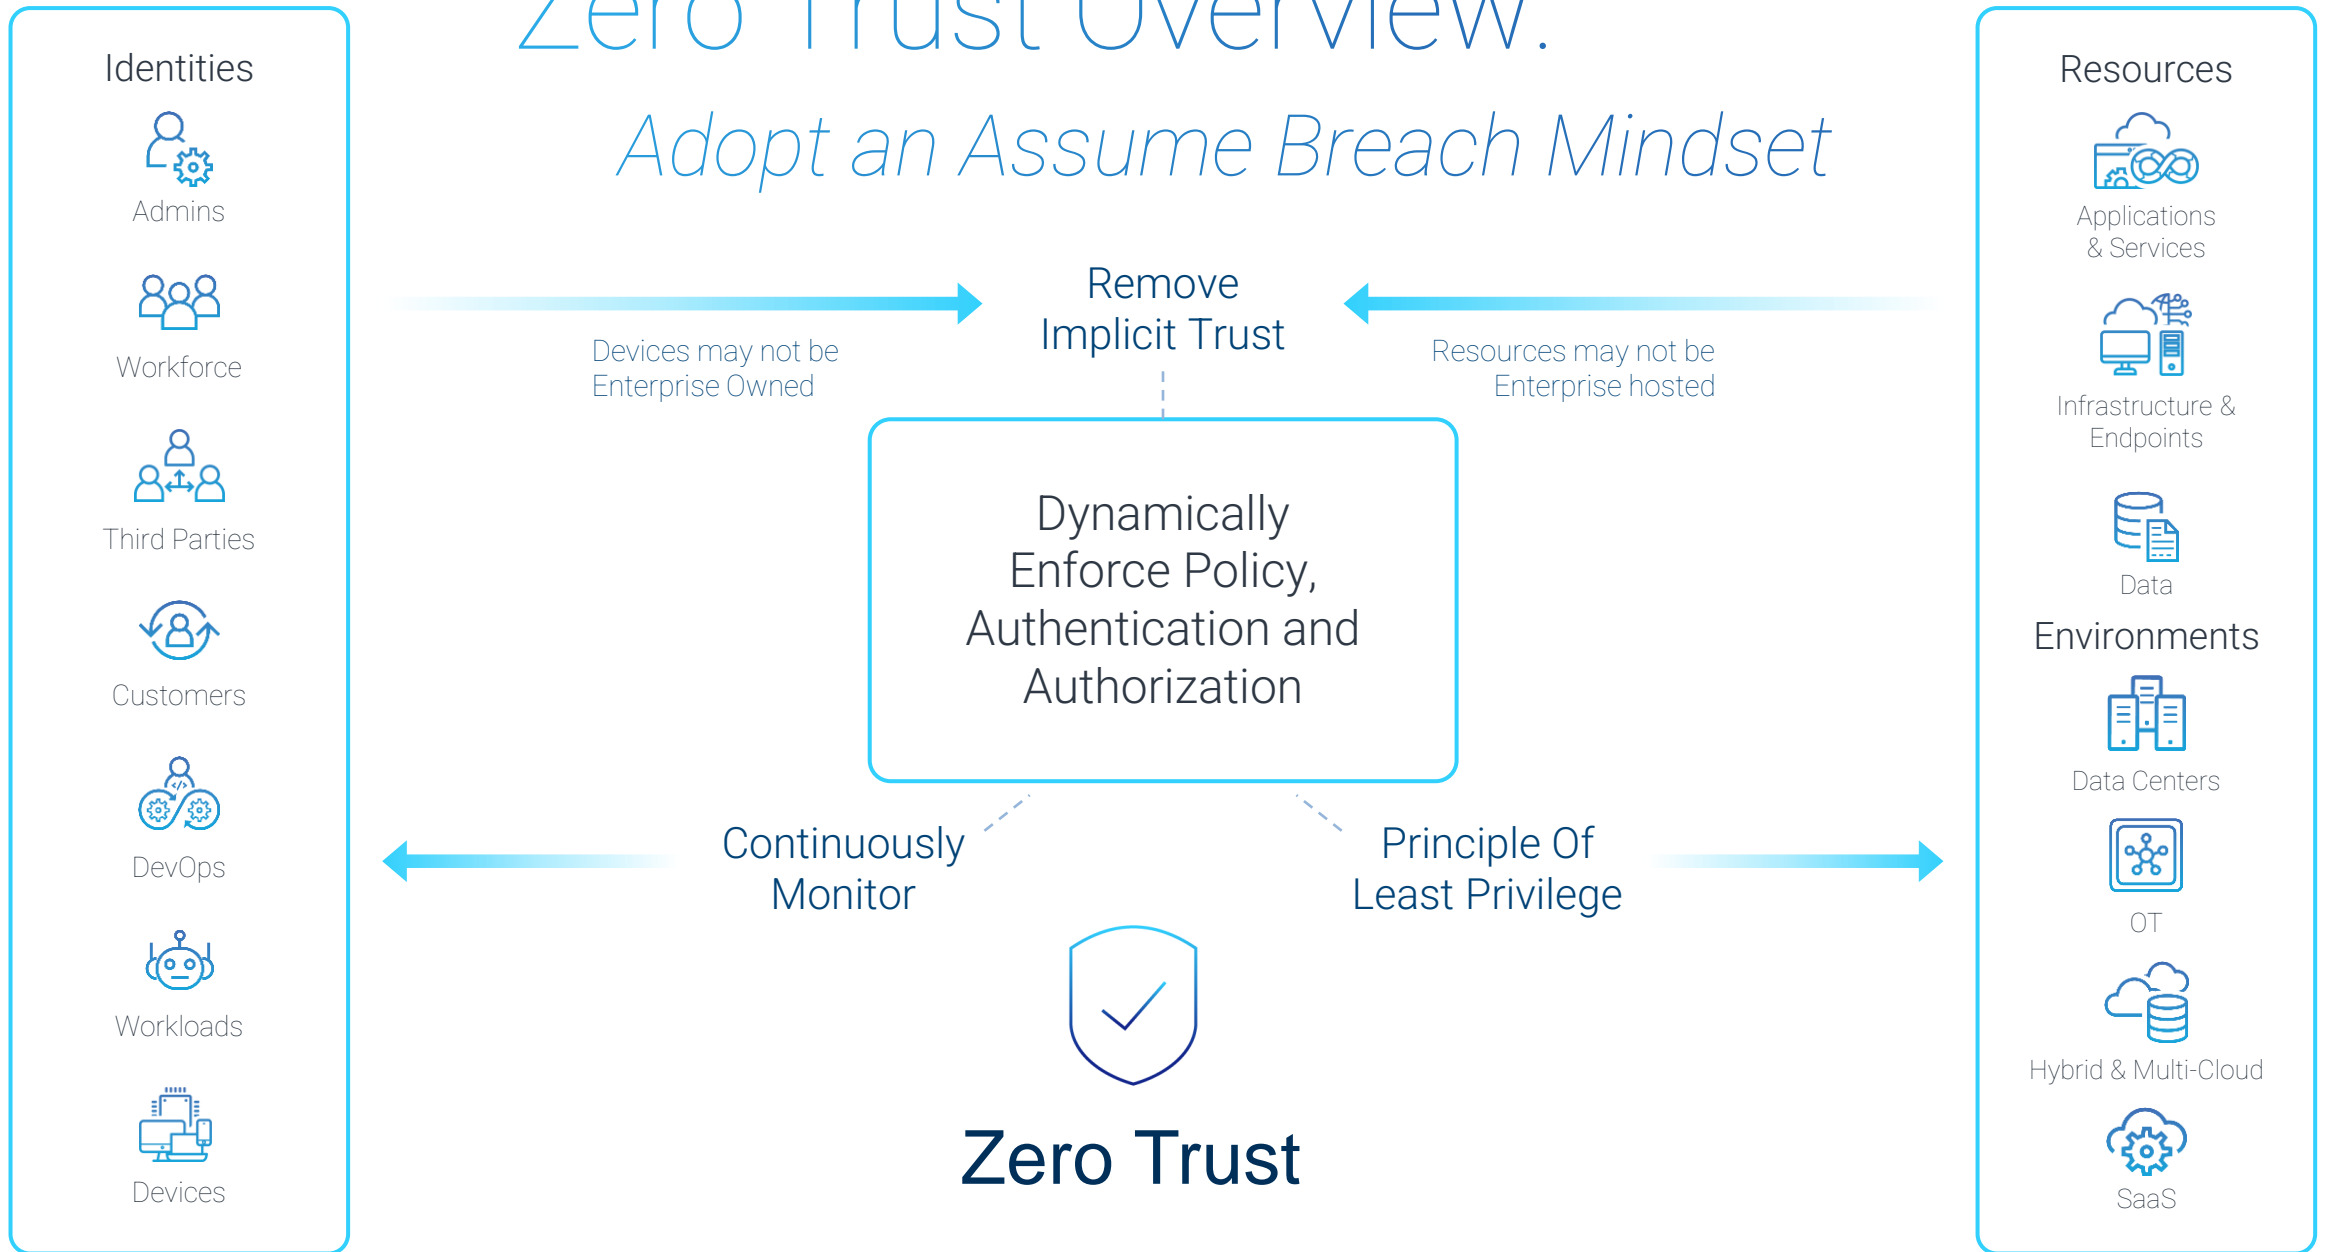 Zero Trust Overview:
Adopt an Assume Breach Mindset
Identities
Admins
Workforce
Third Parties
Customers
DevOps
Workloads
Devices
Remove
Implicit Trust
Devices may not be
Enterprise Owned
Resources may not be
Enterprise hosted
Dynamically
Enforce Policy,
Authentication and
Authorization
Continuously
Monitor
Principle Of
Least Privilege
Zero Trust
Resources
Applications
& Services
Infrastructure &
Endpoints
Data
Environments
Data Centers
OT
Hybrid & Multi-Cloud
SaaS